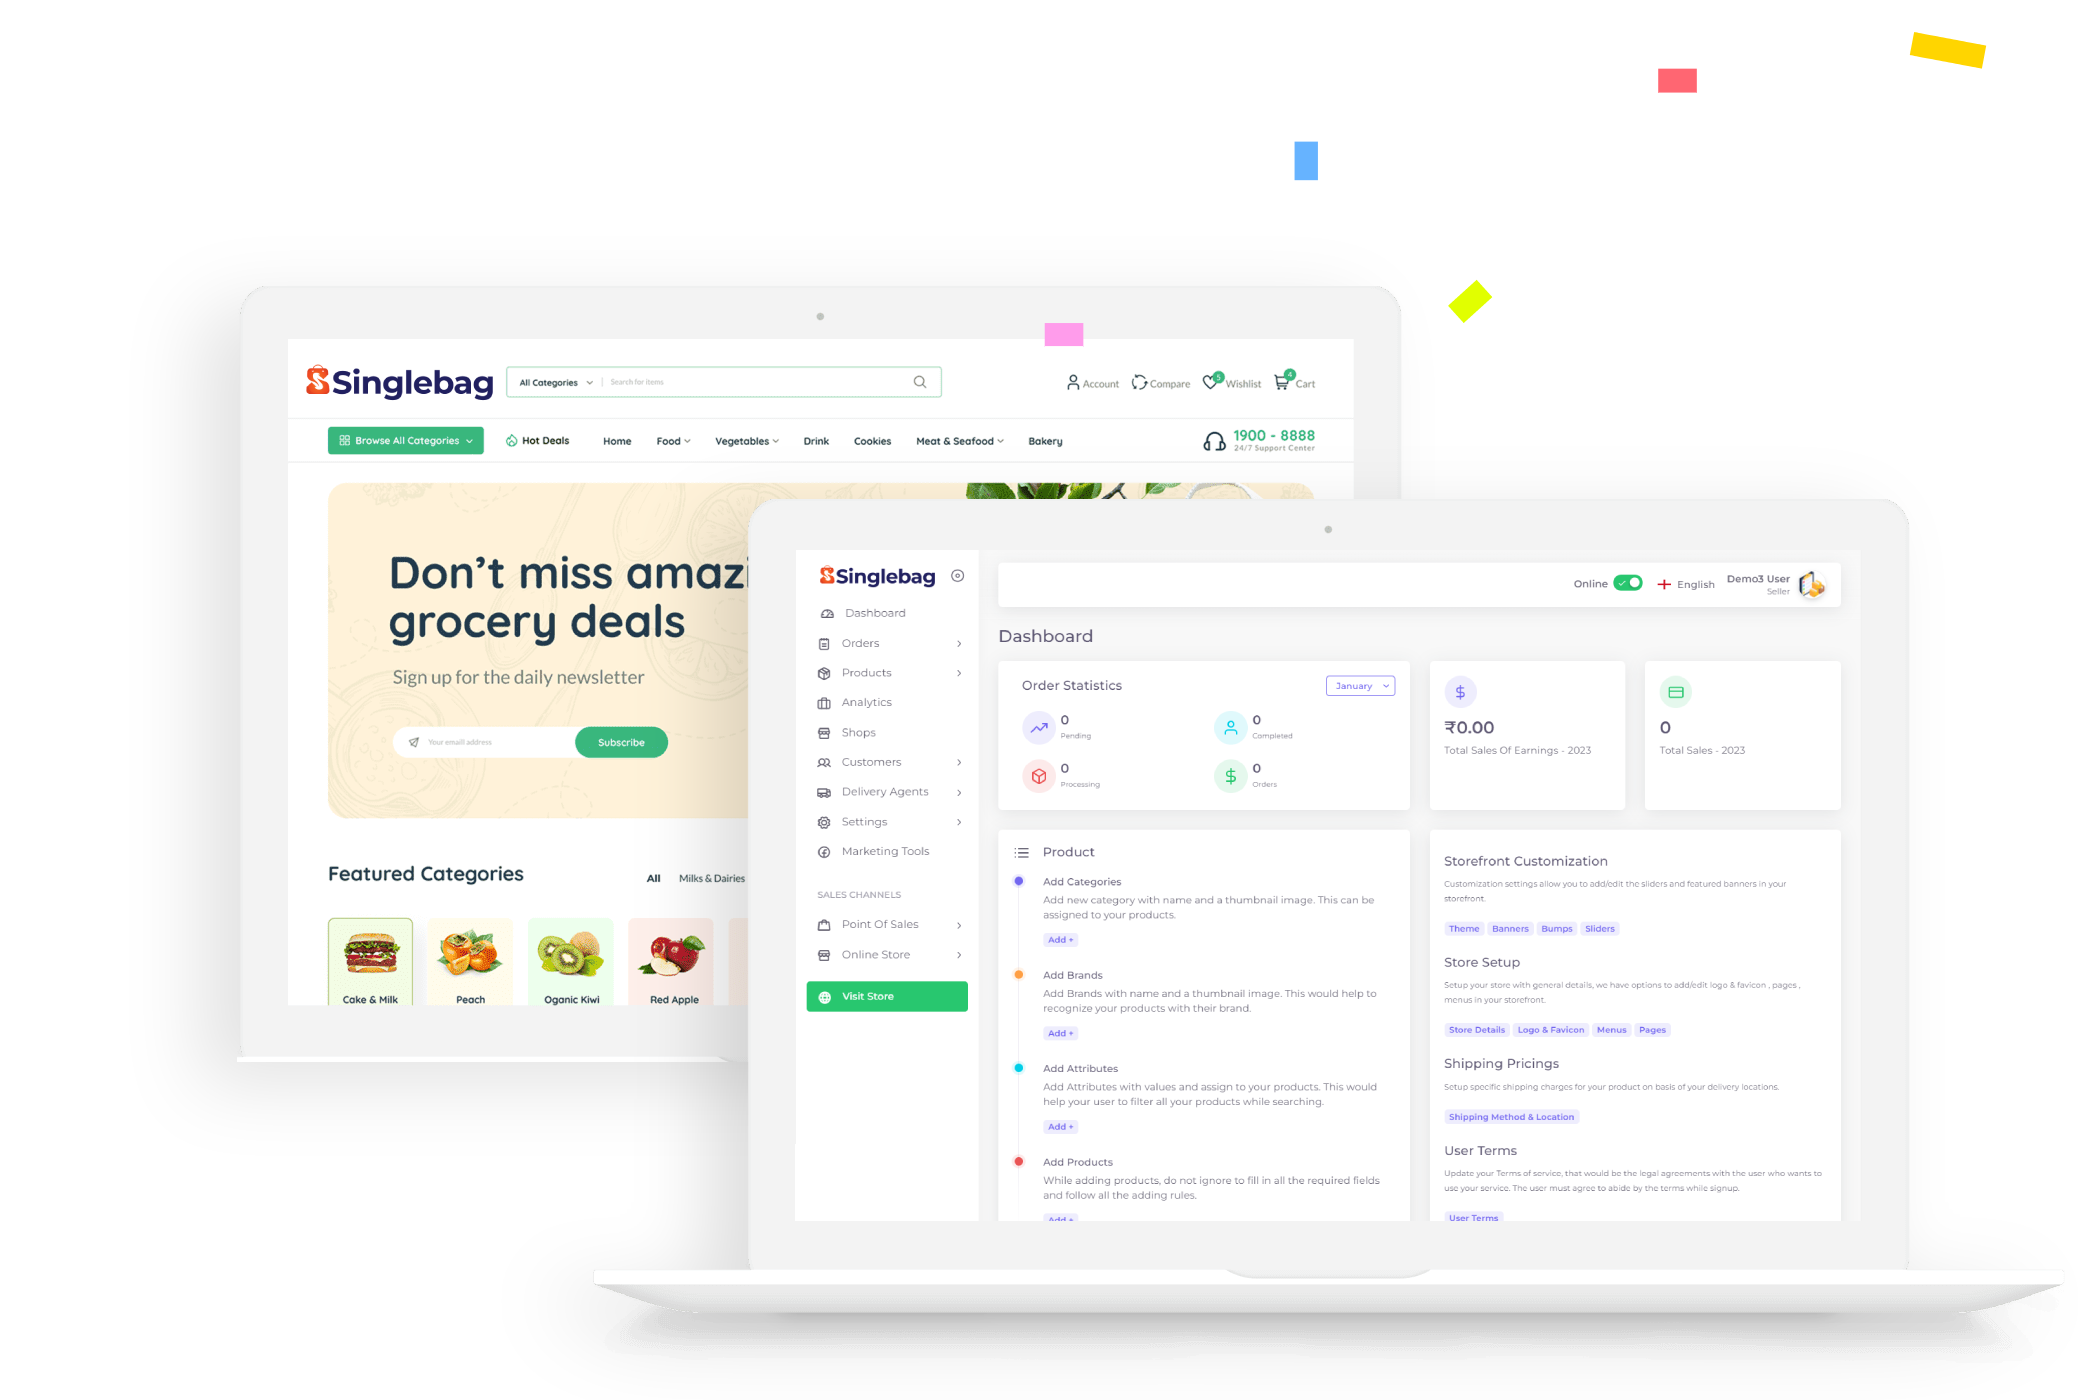 Singlebag
All Categories
Search for items
Account
Compare
5
Wishlist
4
Cart
Browse All Categories
Hot Deals
Home
Food
Vegetables
Drink
Cookies
Meat & Seafood
Bakery
1900 - 8888
24/7 Support Center
Don't miss amazi
grocery deals
Sign up for the daily newsletter
Your email address
Subscribe
Featured Categories
All
Milks & Dairies
Cake & Milk
Peach
Oganic Kiwi
Red Apple
Singlebag
Dashboard
Orders
Products
Analytics
Shops
Customers
Delivery Agents
Settings
Marketing Tools
SALES CHANNELS
Point Of Sales
Online Store
Visit Store
Online
English
Demo3 User
Seller
Dashboard
Order Statistics
January
0
Pending
0
Completed
0
Processing
0
Orders
₹0.00
Total Sales Of Earnings - 2023
0
Total Sales - 2023
Product
Add Categories
Add new category with name and a thumbnail image. This can be
assigned to your products.
Add +
Add Brands
Add Brands with name and a thumbnail image. This would help to
recognize your products with their brand.
Add +
Add Attributes
Add Attributes with values and assign to your products. This would
help your user to filter all your products while searching.
Add +
Add Products
While adding products, do not ignore to fill in all the required fields
and follow all the adding rules.
Add +
Storefront Customization
Customization settings allow you to add/edit the sliders and featured banners in your
storefront.
Theme Banners Bumps Sliders
Store Setup
Setup your store with general details, we have options to add/edit logo & favicon , pages ,
menus in your storefront.
Store Details Logo & Favicon Menus Pages
Shipping Pricings
Setup specific shipping charges for your product on basis of your delivery locations.
Shipping Method & Location
User Terms
Update your Terms of service, that would be the legal agreements with the user who wants to
use your service. The user must agree to abide by the terms while signup.
User Terms